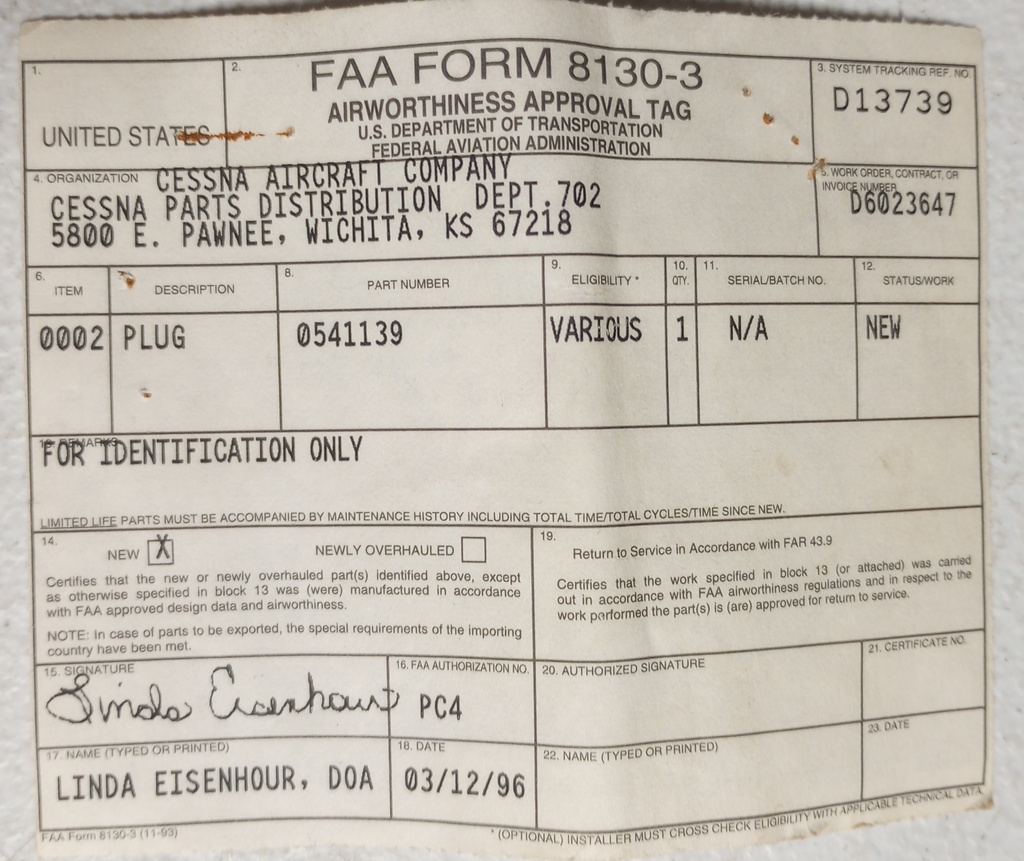 1.
UNITED STATES
2.
FAA FORM 8130-3
AIRWORTHINESS APPROVAL TAG
U.S. DEPARTMENT OF TRANSPORTATION
FEDERAL AVIATION ADMINISTRATION
3. SYSTEM TRACKING REF. NO
D13739
4. ORGANIZATION CESSNA AIRCRAFT COMPANY
CESSNA PARTS DISTRIBUTION DEPT.702
5800 E. PAWNEE, WICHITA, KS 67218
5. WORK ORDER, CONTRACT, OR
INVOICE NUMBER
D6023647
6.
ITEM
DESCRIPTION
8.
PART NUMBER
9.
ELIGIBILITY *
10.
QTY.
11.
SERIAL/BATCH NO.
12.
STATUS/WORK
0002 PLUG 0541139 VARIOUS 1 N/A NEW
13. REMARKS
FOR IDENTIFICATION ONLY
LIMITED LIFE PARTS MUST BE ACCOMPANIED BY MAINTENANCE HISTORY INCLUDING TOTAL TIME/TOTAL CYCLES/TIME SINCE NEW.
14.
NEW X NEWLY OVERHAULED
Certifies that the new or newly overhauled part(s) identified above, except
as otherwise specified in block 13 was (were) manufactured in accordance
with FAA approved design data and airworthiness.
NOTE: In case of parts to be exported, the special requirements of the importing
country have been met.
19.
Return to Service in Accordance with FAR 43.9
Certifies that the work specified in block 13 (or attached) was carried
out in accordance with FAA airworthiness regulations and in respect to the
work performed the part(s) is (are) approved for return to service.
15. SIGNATURE
Linda Eisenhour
16. FAA AUTHORIZATION NO.
PC4
20. AUTHORIZED SIGNATURE
21. CERTIFICATE NO.
17. NAME (TYPED OR PRINTED)
LINDA EISENHOUR, DOA
18. DATE
03/12/96
22. NAME (TYPED OR PRINTED)
23. DATE
FAA Form 8130-3 (11-93)
* (OPTIONAL) INSTALLER MUST CROSS CHECK ELIGIBILITY WITH APPLICABLE TECHNICAL DATA.